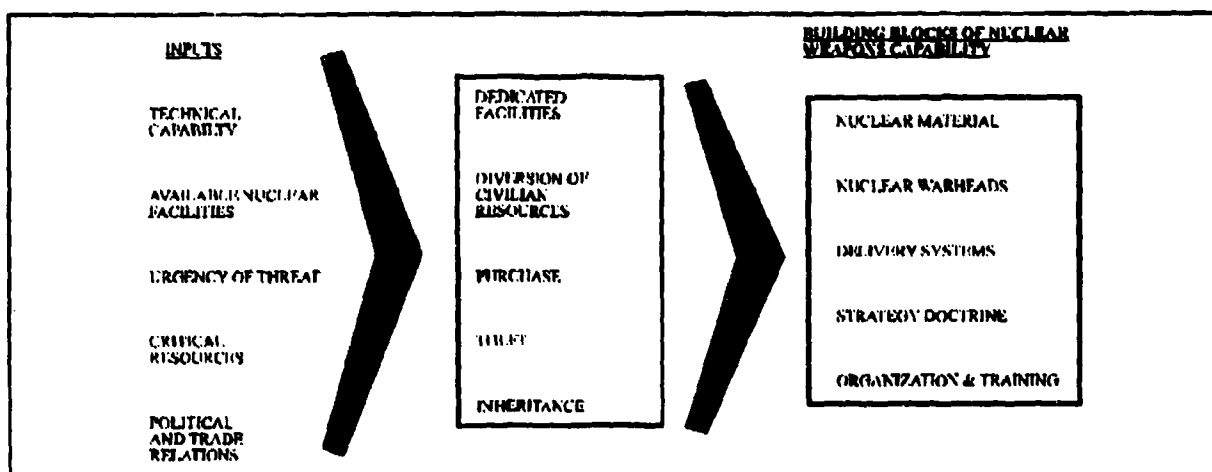 INPUTS
TECHNICAL
CAPABILTY
AVAILABLE NUCLEAR
FACILITIES
URGENCY OF THREAT
CRITICAL
RESOURCES
POLITICAL
AND TRADE
RELATIONS
DEDICATED
FACILITIES
DIVERSION OF
CIVILIAN
RESOURCES
PURCHASE
THEFT
INHERITANCE
BUILDING BLOCKS OF NUCLEAR
WEAPONS CAPABILITY
NUCLEAR MATERIAL
NUCLEAR WARHEADS
DELIVERY SYSTEMS
STRATEGY DOCTRINE
ORGANIZATION & TRAINING